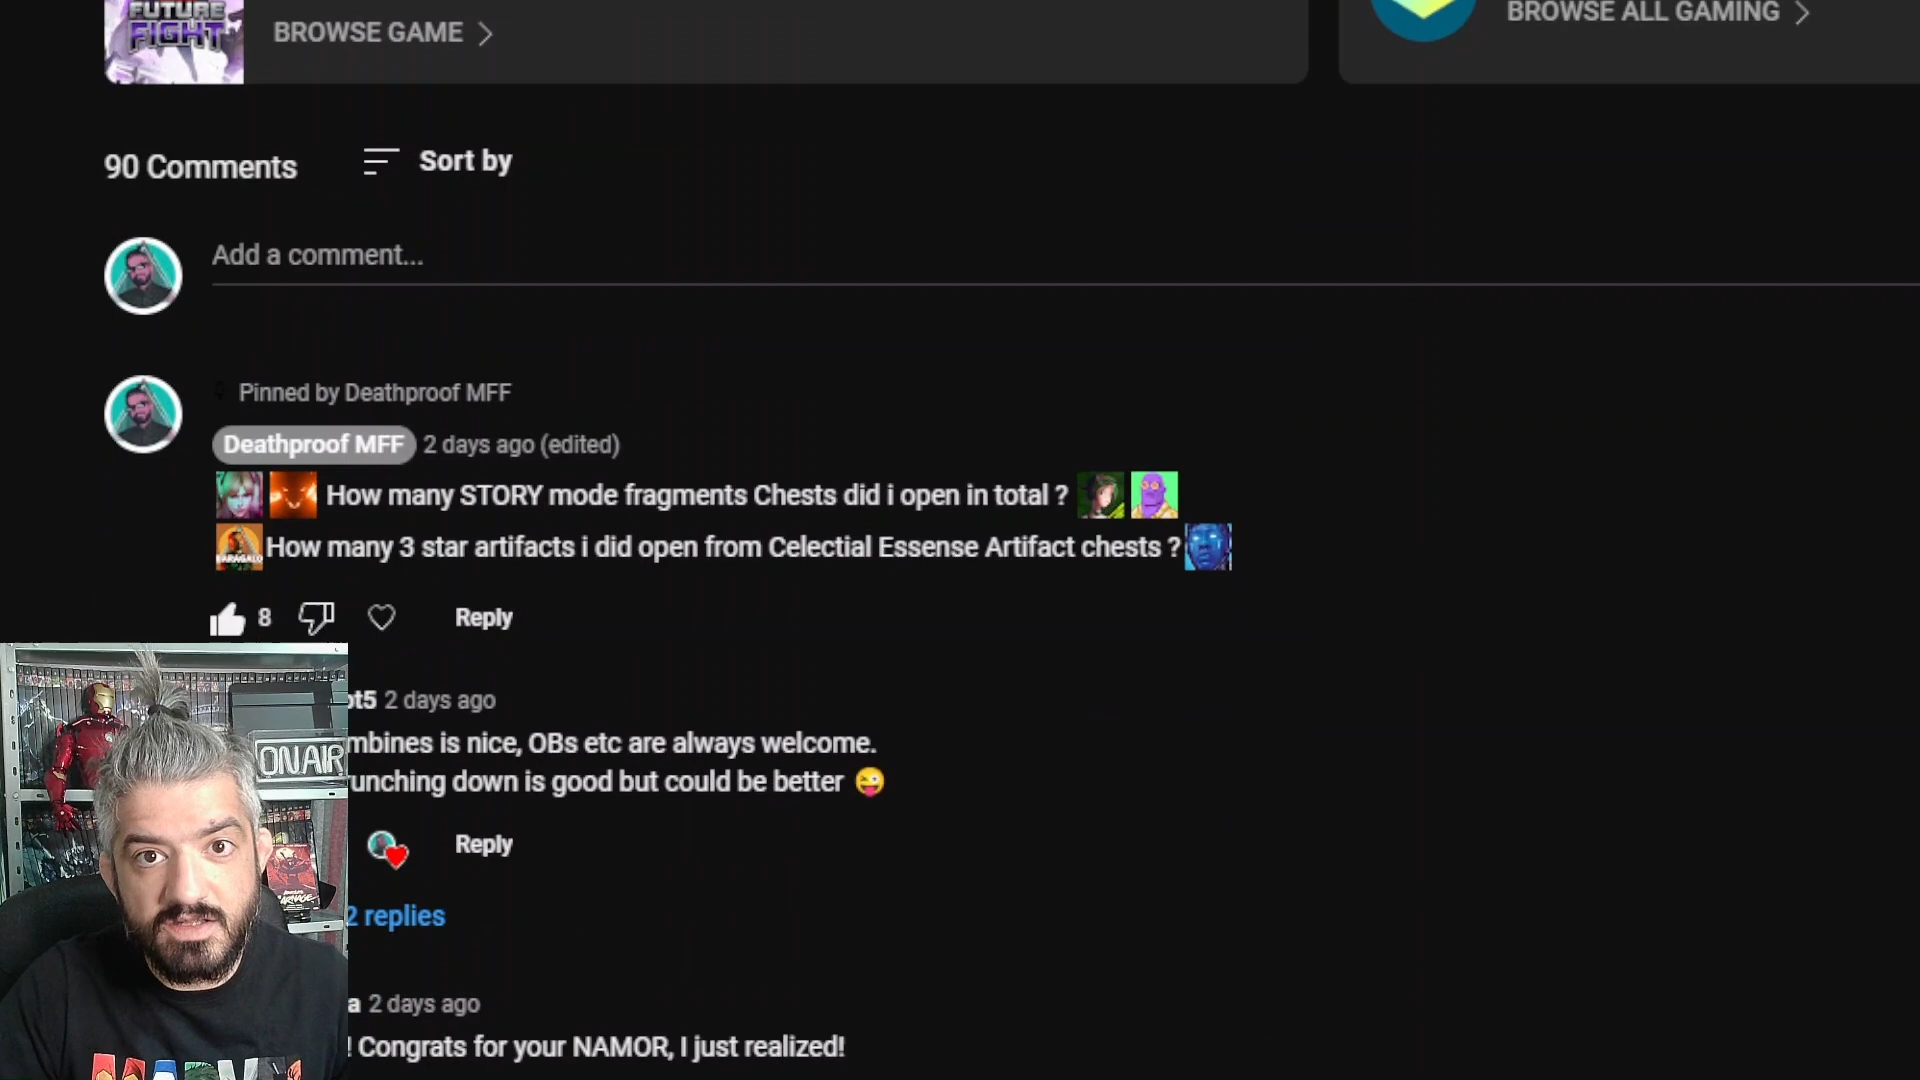 FUTURE
FIGHT
BROWSE GAME
BROWSE ALL GAMING
90 Comments
Sort by
Add a comment...
Pinned by Deathproof MFF
Deathproof MFF 2 days ago (edited)
How many STORY mode fragments Chests did i open in total ?
How many 3 star artifacts i did open from Celectial Essense Artifact chests ?
8
Reply
ot5 2 days ago
mbines is nice, OBs etc are always welcome.
unching down is good but could be better 😜
ON AIR
Reply
2 replies
a 2 days ago
! Congrats for your NAMOR, I just realized!
MARVEL